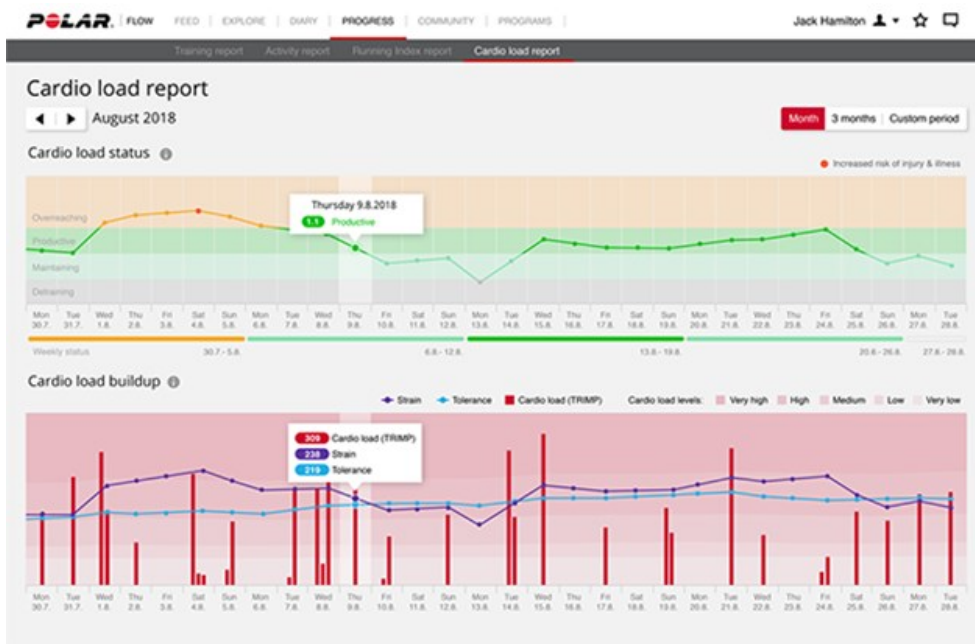 POLAR. FLOW FEED EXPLORE DIARY PROGRESS COMMUNITY PROGRAMS Jack Hamilton
Training report Activity report Running Index report Cardio load report
Cardio load report
August 2018
Month 3 months Custom period
Cardio load status
Increased risk of injury & illness
Thursday 9.8.2018
1.1 Productive
Overreaching
Productive
Maintaining
Detraining
Mon Tue Wed Thu Fri Sat Sun Mon Tue Wed Thu Fri Sat Sun Mon Tue Wed Thu Fri Sat Sun Mon Tue Wed Thu Fri Sat Sun Mon Tue
30.7. 31.7. 1.8. 2.8. 3.8. 4.8. 5.8. 6.8. 7.8. 8.8. 9.8. 10.8. 11.8. 12.8. 13.8. 14.8. 15.8. 16.8. 17.8. 18.8. 19.8. 20.8. 21.8. 22.8. 23.8. 24.8. 25.8. 26.8. 27.8. 28.8.
Weekly status 30.7.- 5.8. 6.8.- 12.8. 13.8.- 19.8. 20.8.- 26.8. 27.8.- 28.8.
Cardio load buildup
Strain Tolerance Cardio load (TRIMP) Cardio load levels: Very high High Medium Low Very low
309 Cardio load (TRIMP)
238 Strain
219 Tolerance
Mon Tue Wed Thu Fri Sat Sun Mon Tue Wed Thu Fri Sat Sun Mon Tue Wed Thu Fri Sat Sun Mon Tue Wed Thu Fri Sat Sun Mon Tue
30.7. 31.7. 1.8. 2.8. 3.8. 4.8. 5.8. 6.8. 7.8. 8.8. 9.8. 10.8. 11.8. 12.8. 13.8. 14.8. 15.8. 16.8. 17.8. 18.8. 19.8. 20.8. 21.8. 22.8. 23.8. 24.8. 25.8. 26.8. 27.8. 28.8.